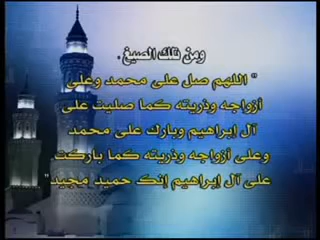 ومن تلك الصيغ .
" اللهم صل على محمد وعلى
أزواجه وذريته كما صليت على
آل إبراهيم وبارك على محمد
وعلى أزواجه وذريته كما باركت
على آل إبراهيم إنك حميد مجيد"